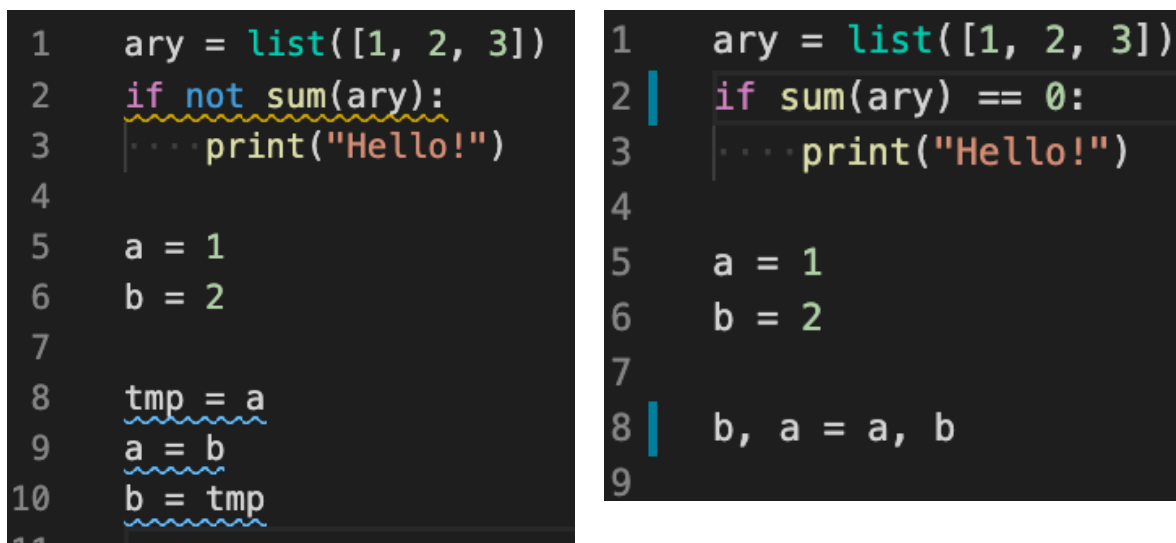 1 ary = list([1, 2, 3])
2 if not sum(ary):
3 ····print("Hello!")
4
5 a = 1
6 b = 2
7
8 tmp = a
9 a = b
10 b = tmp
11
1 ary = list([1, 2, 3])
2 if sum(ary) == 0:
3 ····print("Hello!")
4
5 a = 1
6 b = 2
7
8 b, a = a, b
9